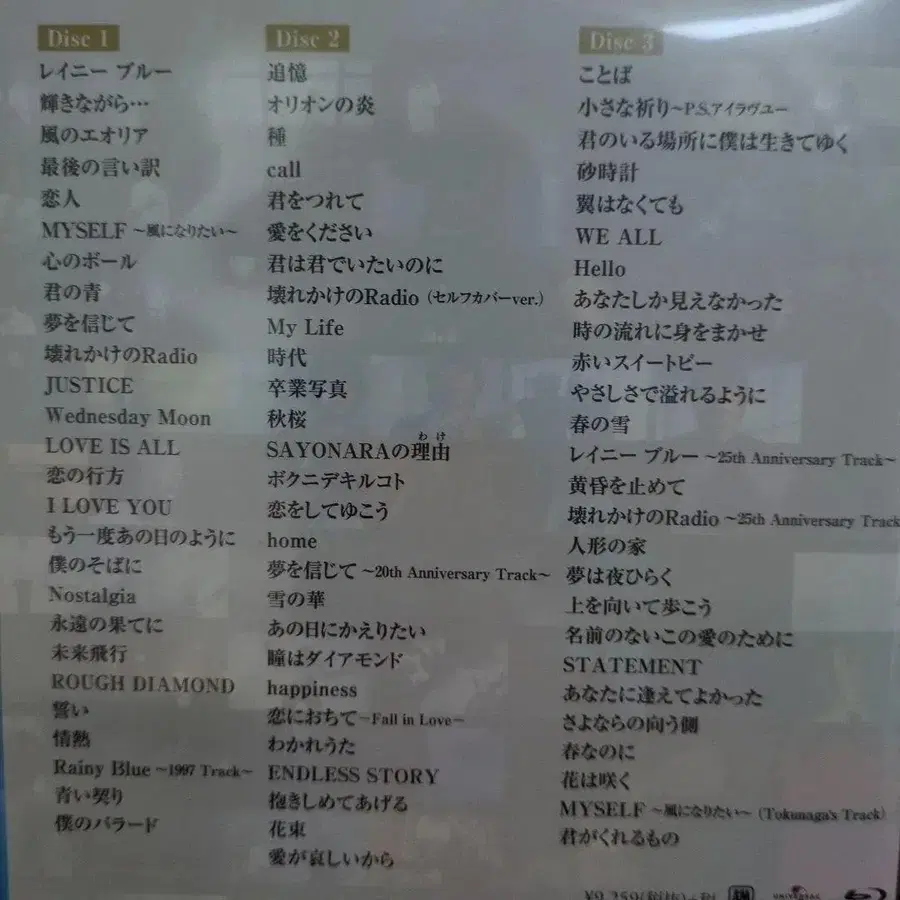 Disc 1
レイニー ブルー
輝きながら…
風のエオリア
最後の言い訳
恋人
MYSELF ～風になりたい～
心のボール
君の青
夢を信じて
壊れかけのRadio
JUSTICE
Wednesday Moon
LOVE IS ALL
恋の行方
I LOVE YOU
もう一度あの日のように
僕のそばに
Nostalgia
永遠の果てに
未来飛行
ROUGH DIAMOND
誓い
情熱
Rainy Blue ～1997 Track～
青い契り
僕のバラード
Disc 2
追憶
オリオンの炎
種
call
君をつれて
愛をください
君は君でいたいのに
壊れかけのRadio（セルフカバーver.）
My Life
時代
卒業写真
秋桜
SAYONARAの理由
わけ
ボクニデキルコト
恋をしてゆこう
home
夢を信じて ～20th Anniversary Track～
雪の華
あの日にかえりたい
瞳はダイアモンド
happiness
恋におちて－Fall in Love－
わかれうた
ENDLESS STORY
抱きしめてあげる
花束
愛が哀しいから
Disc 3
ことば
小さな祈り～P.S.アイラヴユー
君のいる場所に僕は生きてゆく
砂時計
翼はなくても
WE ALL
Hello
あなたしか見えなかった
時の流れに身をまかせ
赤いスイートピー
やさしさで溢れるように
春の雪
レイニー ブルー ～25th Anniversary Track～
黄昏を止めて
壊れかけのRadio ～25th Anniversary Track
人形の家
夢は夜ひらく
上を向いて歩こう
名前のないこの愛のために
STATEMENT
あなたに逢えてよかった
さよならの向う側
春なのに
花は咲く
MYSELF ～風になりたい～（Tokunaga's Track）
君がくれるもの
¥9,259(税抜)+税
UNIVERSAL